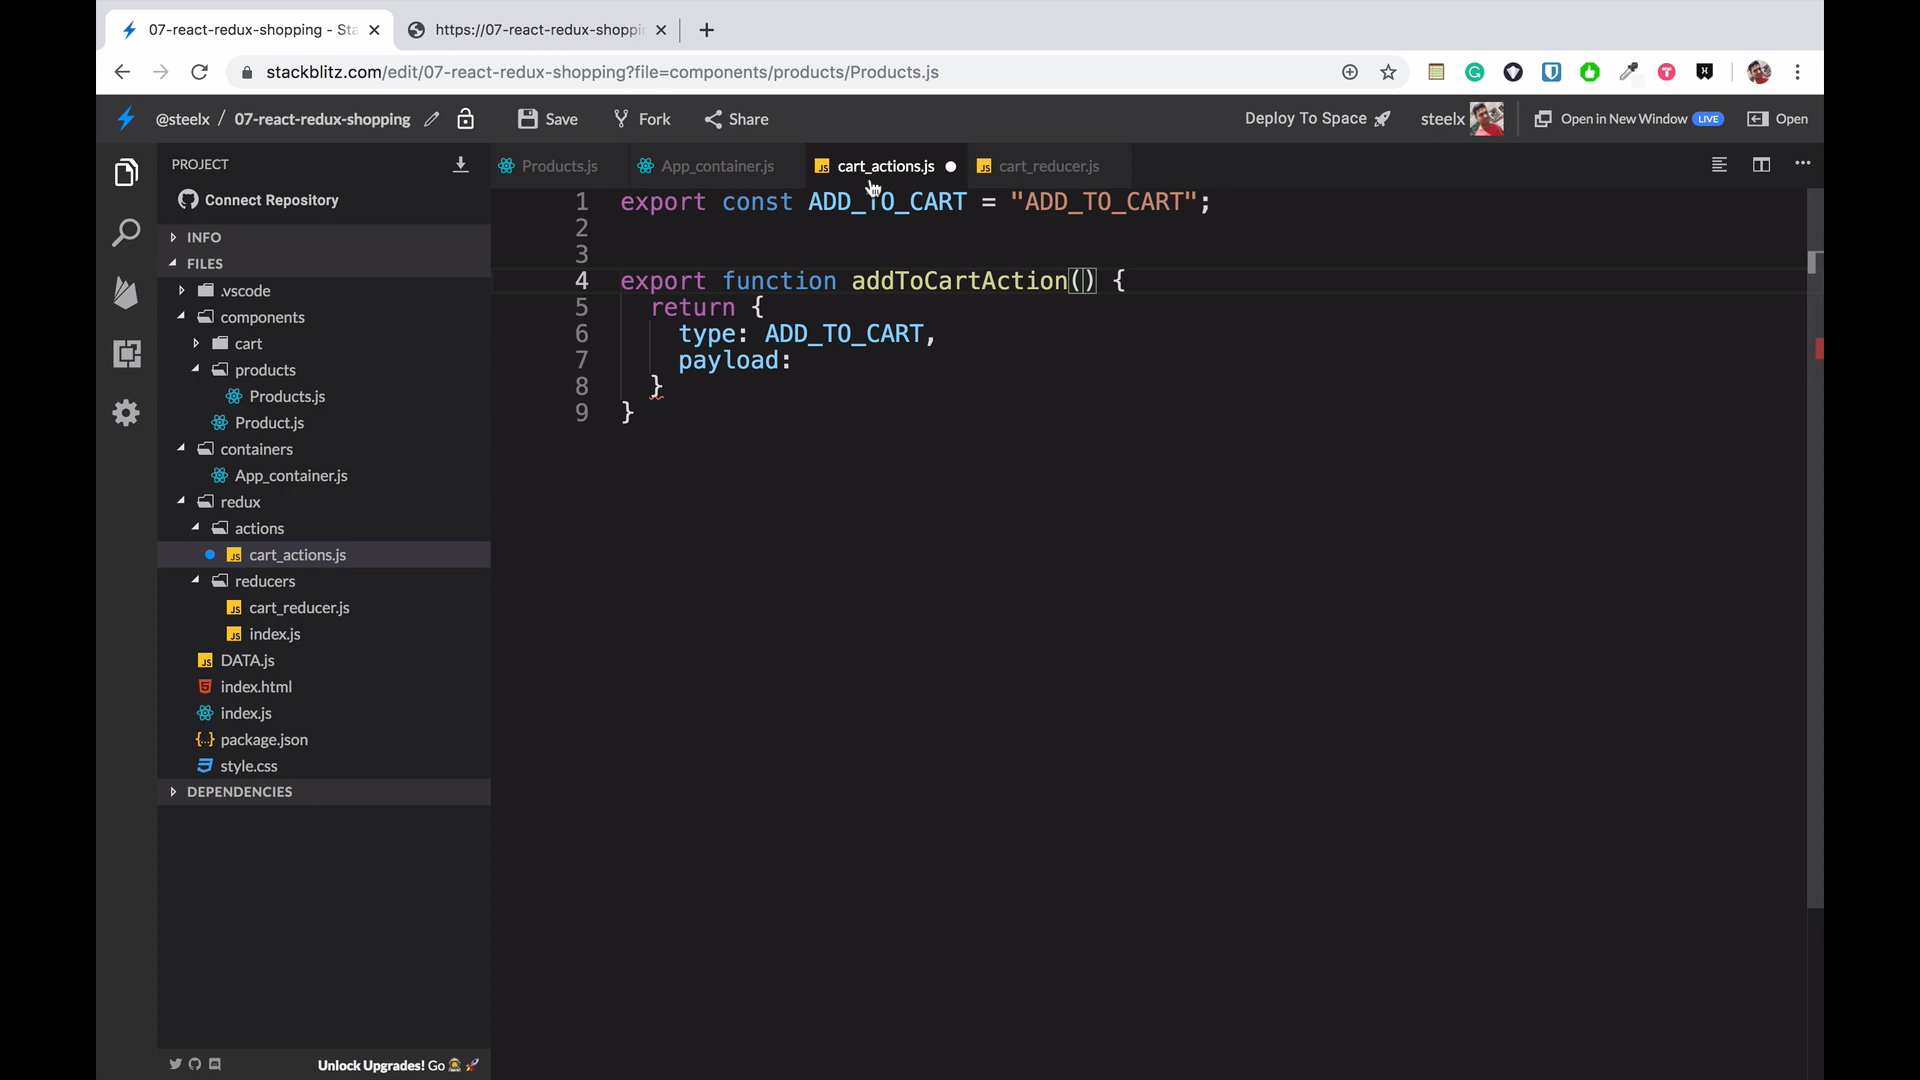 07-react-redux-shopping - Sta
https://07-react-redux-shoppi
stackblitz.com/edit/07-react-redux-shopping?file=components/products/Products.js
@steelx / 07-react-redux-shopping
Save
Fork
Share
Deploy To Space
steelx
Open in New Window LIVE
Open
PROJECT
Connect Repository
INFO
FILES
.vscode
components
cart
products
Products.js
Product.js
containers
App_container.js
redux
actions
cart_actions.js
reducers
cart_reducer.js
index.js
DATA.js
index.html
index.js
package.json
style.css
DEPENDENCIES
Unlock Upgrades! Go
Products.js
App_container.js
cart_actions.js
cart_reducer.js
1 export const ADD_TO_CART = "ADD_TO_CART";
2
3
4 export function addToCartAction() {
5 return {
6 type: ADD_TO_CART,
7 payload:
8 }
9 }